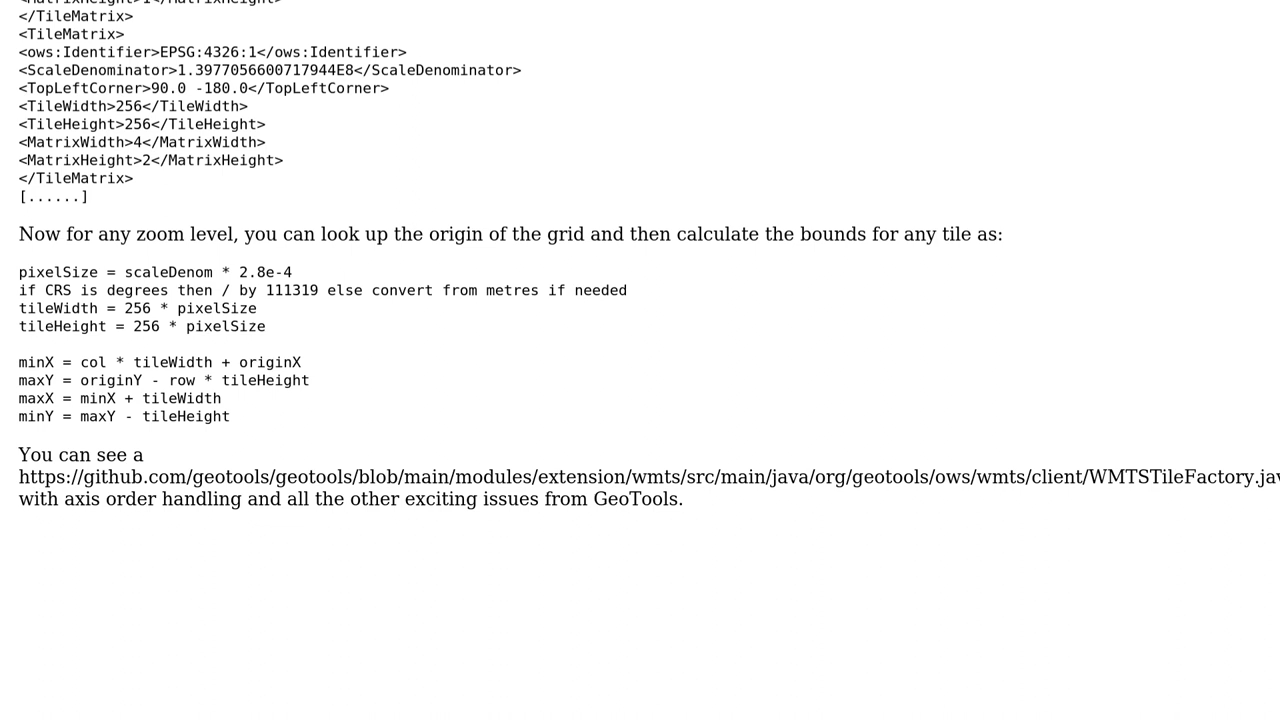 <MatrixHeight>1</MatrixHeight>
</TileMatrix>
<TileMatrix>
<ows:Identifier>EPSG:4326:1</ows:Identifier>
<ScaleDenominator>1.3977056600717944E8</ScaleDenominator>
<TopLeftCorner>90.0 -180.0</TopLeftCorner>
<TileWidth>256</TileWidth>
<TileHeight>256</TileHeight>
<MatrixWidth>4</MatrixWidth>
<MatrixHeight>2</MatrixHeight>
</TileMatrix>
[......]
Now for any zoom level, you can look up the origin of the grid and then calculate the bounds for any tile as:
pixelSize = scaleDenom * 2.8e-4
if CRS is degrees then / by 111319 else convert from metres if needed
tileWidth = 256 * pixelSize
tileHeight = 256 * pixelSize
minX = col * tileWidth + originX
maxY = originY - row * tileHeight
maxX = minX + tileWidth
minY = maxY - tileHeight
You can see a
https://github.com/geotools/geotools/blob/main/modules/extension/wmts/src/main/java/org/geotools/ows/wmts/client/WMTSTileFactory.jav
with axis order handling and all the other exciting issues from GeoTools.